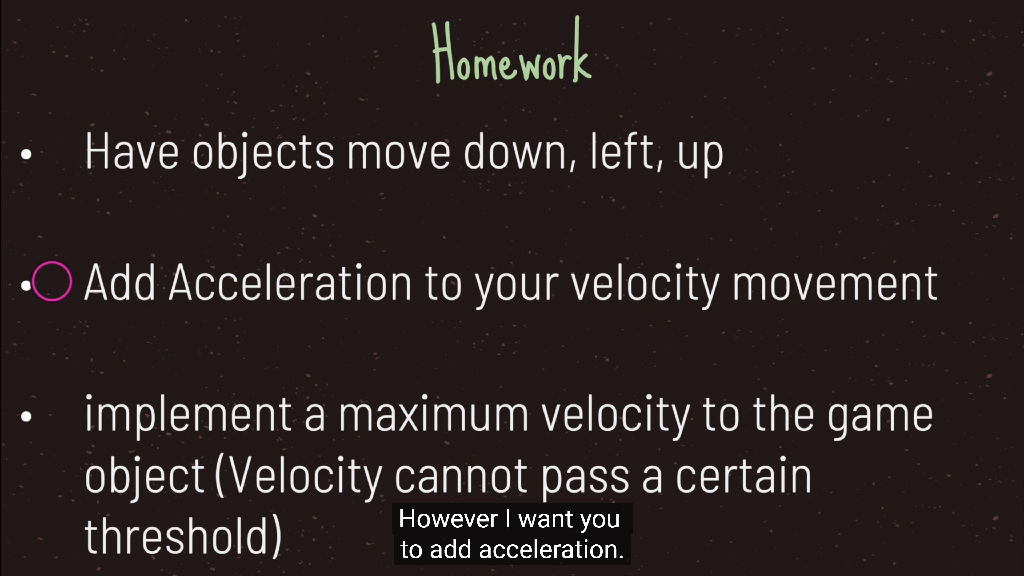 Homework
• Have objects move down, left, up
• Add Acceleration to your velocity movement
• implement a maximum velocity to the game
object (Velocity cannot pass a certain
threshold)
However I want you
to add acceleration.